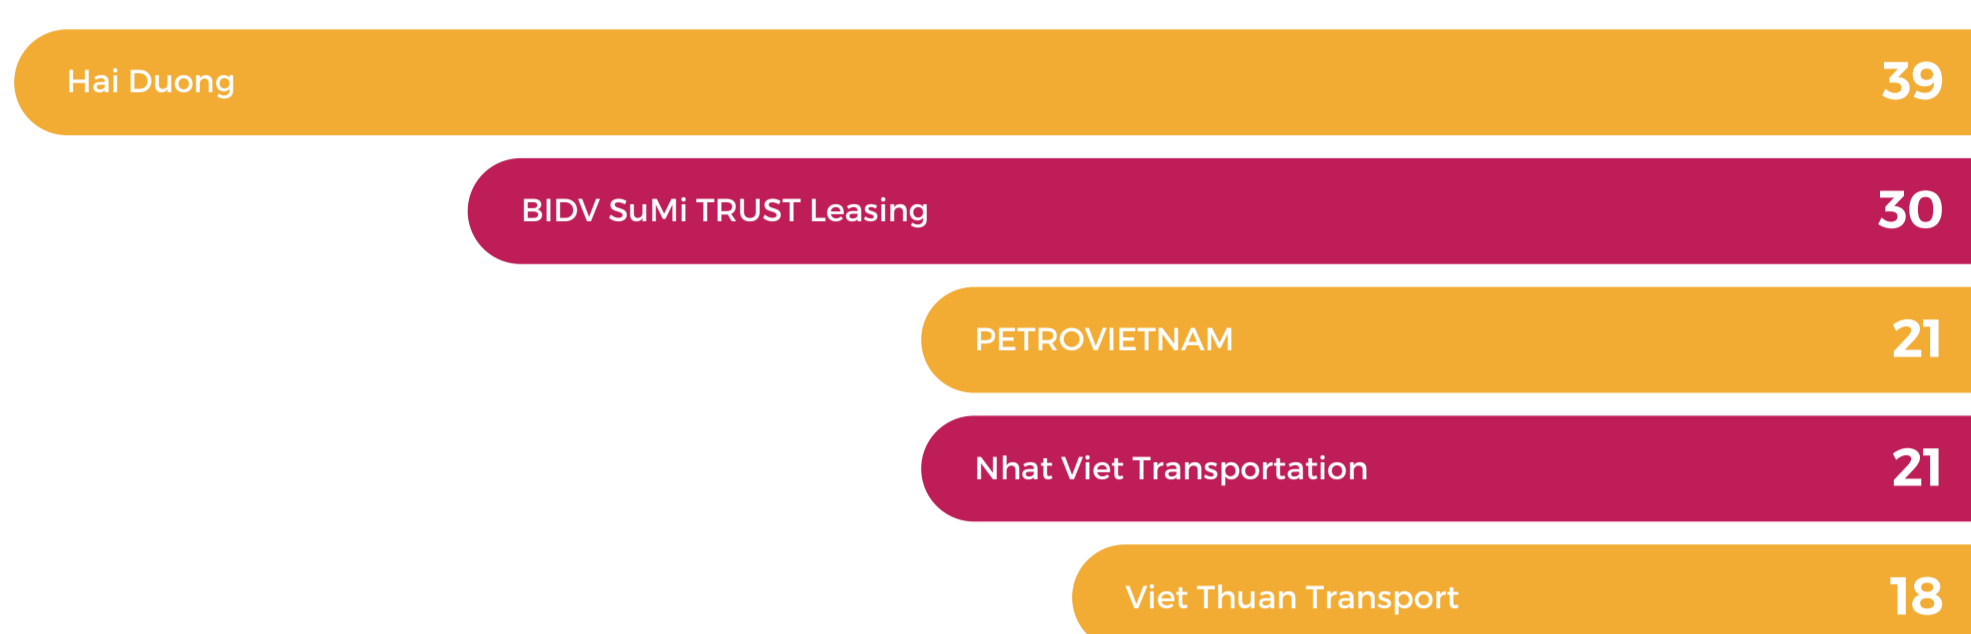 Hai Duong 39
BIDV SuMi TRUST Leasing 30
PETROVIETNAM 21
Nhat Viet Transportation 21
Viet Thuan Transport 18